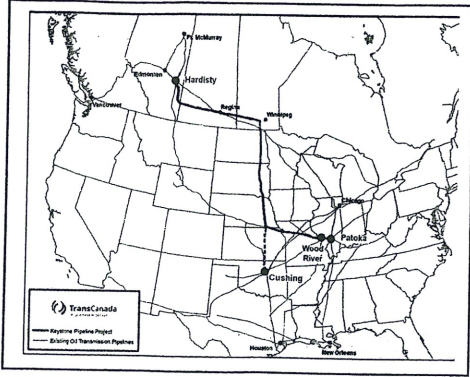 Ft. McMurray
Edmonton
Hardisty
Vancouver
Regina
Winnipeg
Chicago
Wood
River
Patoka
Cushing
TransCanada
Keystone Pipeline Project
Existing Oil Transmission Pipelines
Houston
New Orleans